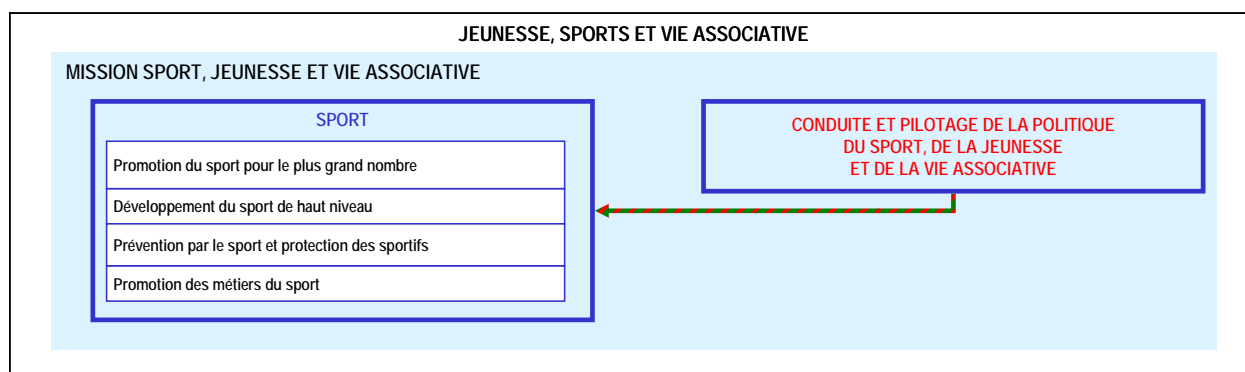 JEUNESSE, SPORTS ET VIE ASSOCIATIVE
MISSION SPORT, JEUNESSE ET VIE ASSOCIATIVE
SPORT
Promotion du sport pour le plus grand nombre
Développement du sport de haut niveau
Prévention par le sport et protection des sportifs
Promotion des métiers du sport
CONDUITE ET PILOTAGE DE LA POLITIQUE
DU SPORT, DE LA JEUNESSE
ET DE LA VIE ASSOCIATIVE